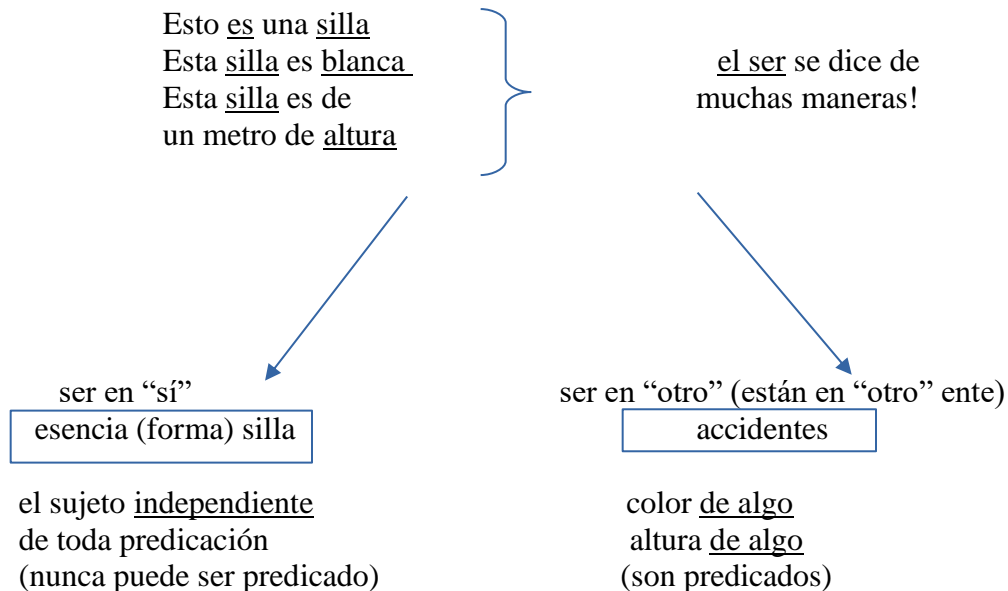 Esto es una silla
Esta silla es blanca
Esta silla es de
un metro de altura
el ser se dice de
muchas maneras!
ser en “sí”
esencia (forma) silla
el sujeto independiente
de toda predicación
(nunca puede ser predicado)
ser en “otro” (están en “otro” ente)
accidentes
color de algo
altura de algo
(son predicados)